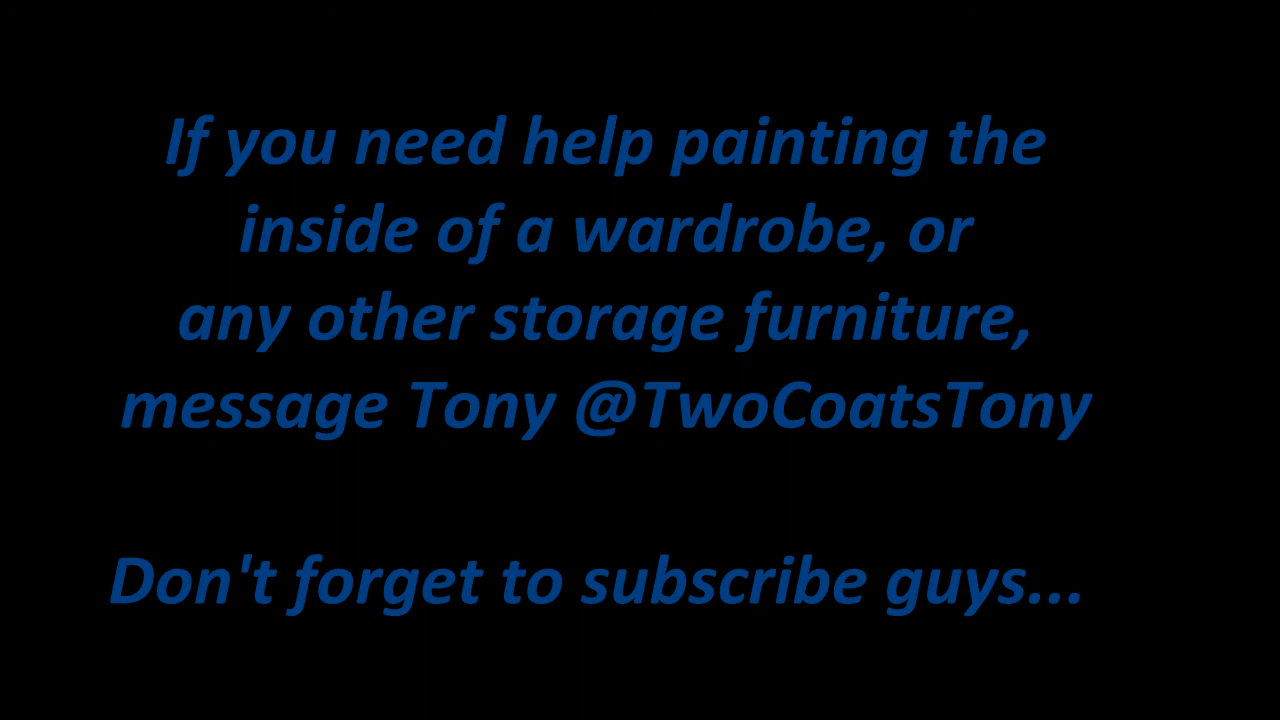 If you need help painting the
inside of a wardrobe, or
any other storage furniture,
message Tony @TwoCoatsTony
Don't forget to subscribe guys...